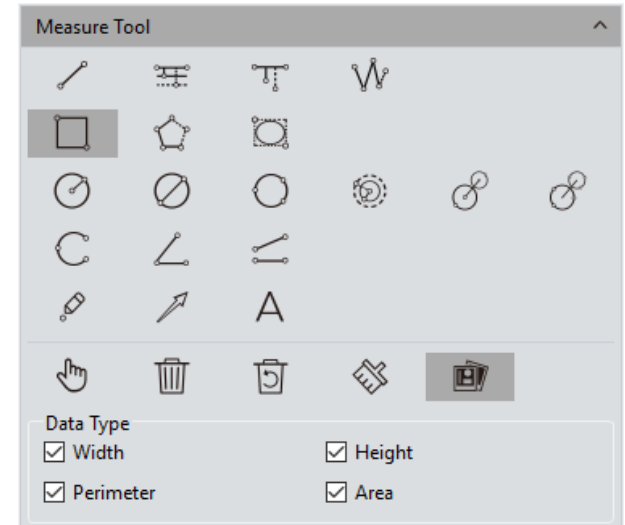 Measure Tool
A
Data Type
Width Height
Perimeter Area